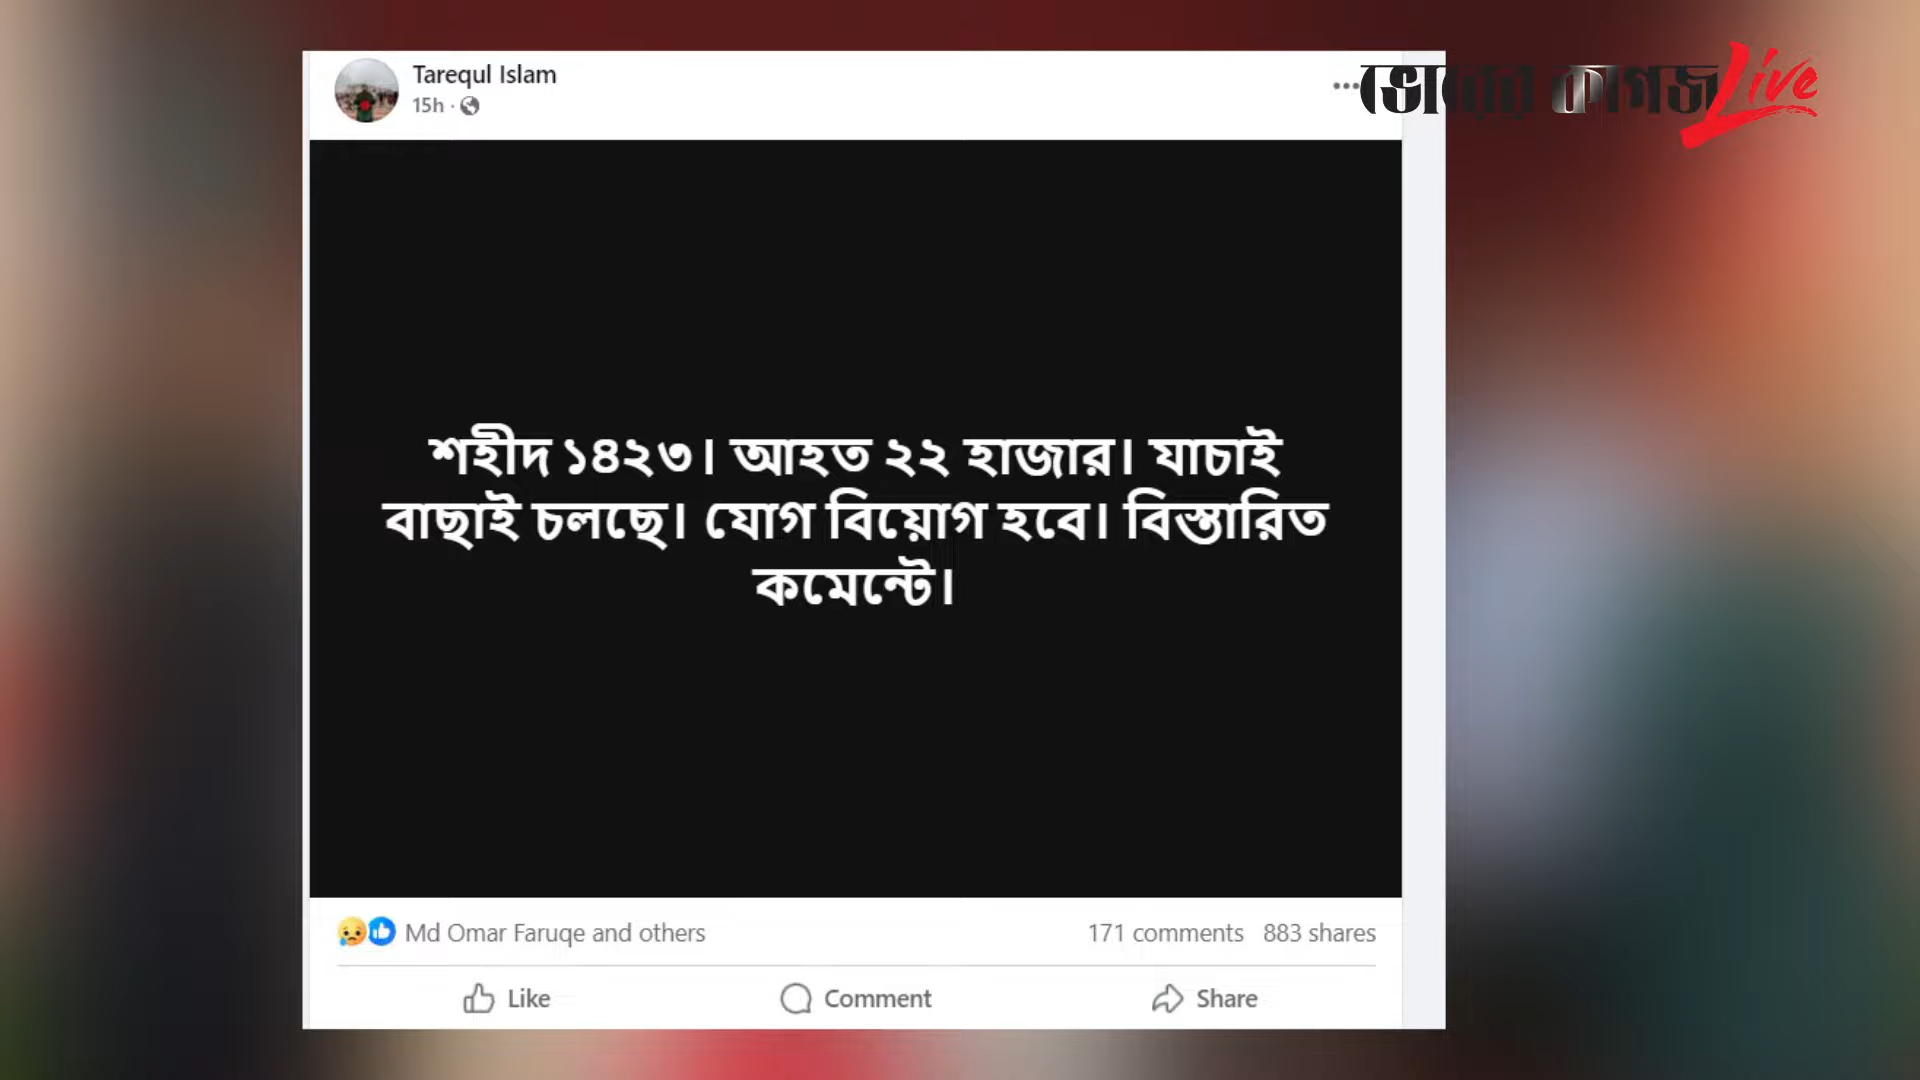 Tarequl Islam
15h ·
ভোরের কাগজ Live
শহীদ ১৪২৩। আহত ২২ হাজার। যাচাই
বাছাই চলছে। যোগ বিয়োগ হবে। বিস্তারিত
কমেন্টে।
Md Omar Faruqe and others
171 comments 883 shares
Like
Comment
Share